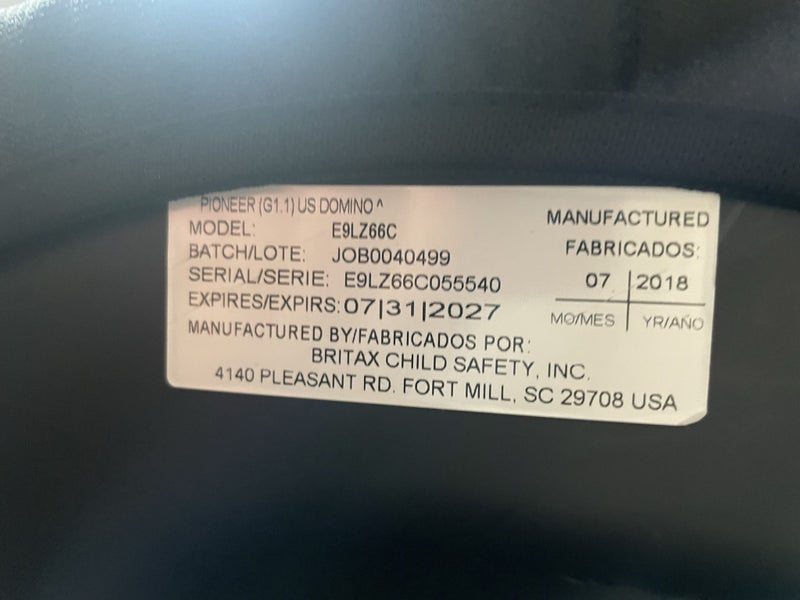 PIONEER (G1.1) US DOMINO ^
MODEL: E9LZ66C
BATCH/LOTE: JOB0040499
SERIAL/SERIE: E9LZ66C055540
EXPIRES/EXPIRS: 07|31|2027
MANUFACTURED BY/FABRICADOS POR:
BRITAX CHILD SAFETY, INC.
4140 PLEASANT RD. FORT MILL, SC 29708 USA
MANUFACTURED
FABRICADOS:
07 | 2018
MO/MES | YR/AÑO